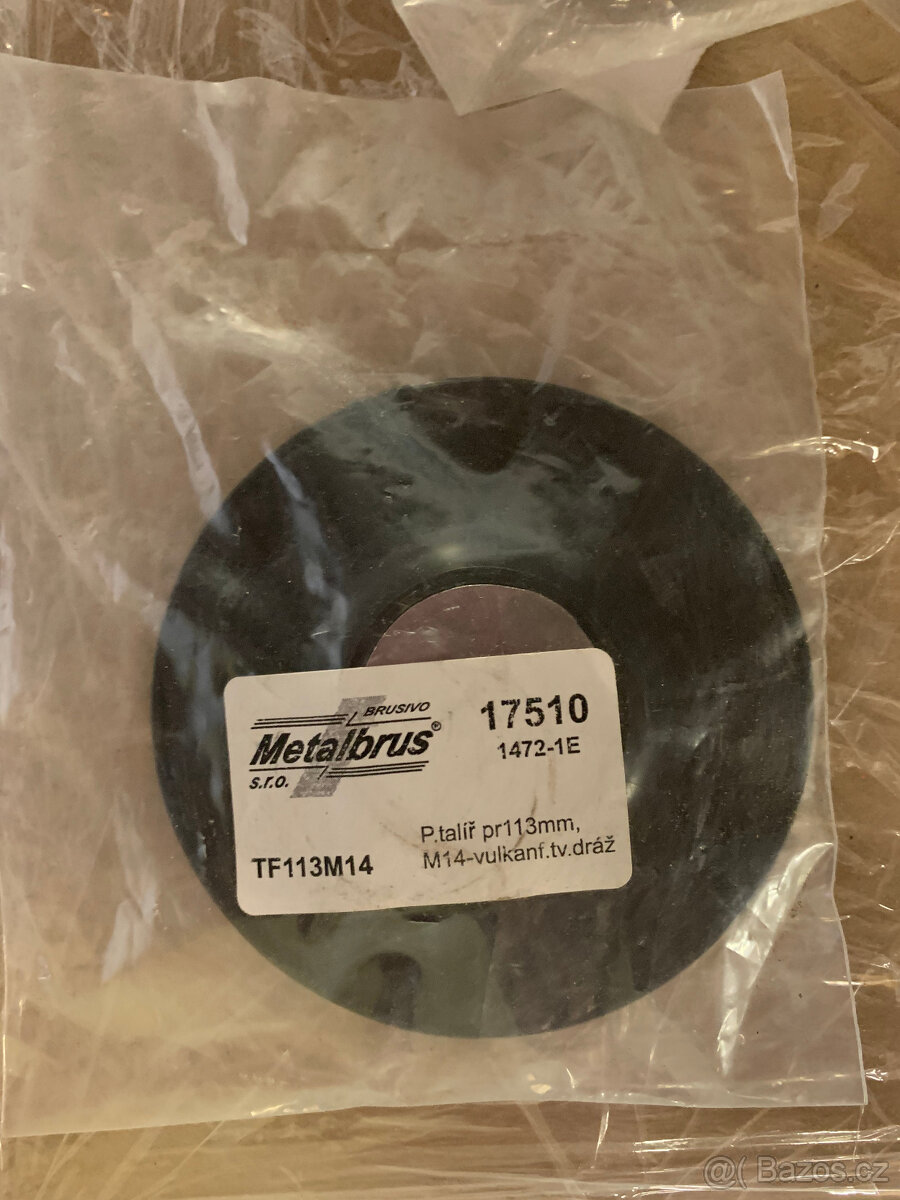 BRUSIVO
Metalbrus®
s.r.o.
17510
1472-1E
TF113M14
P.talíř pr113mm,
M14-vulkanf.tv.dráž
@( Bazos.cz